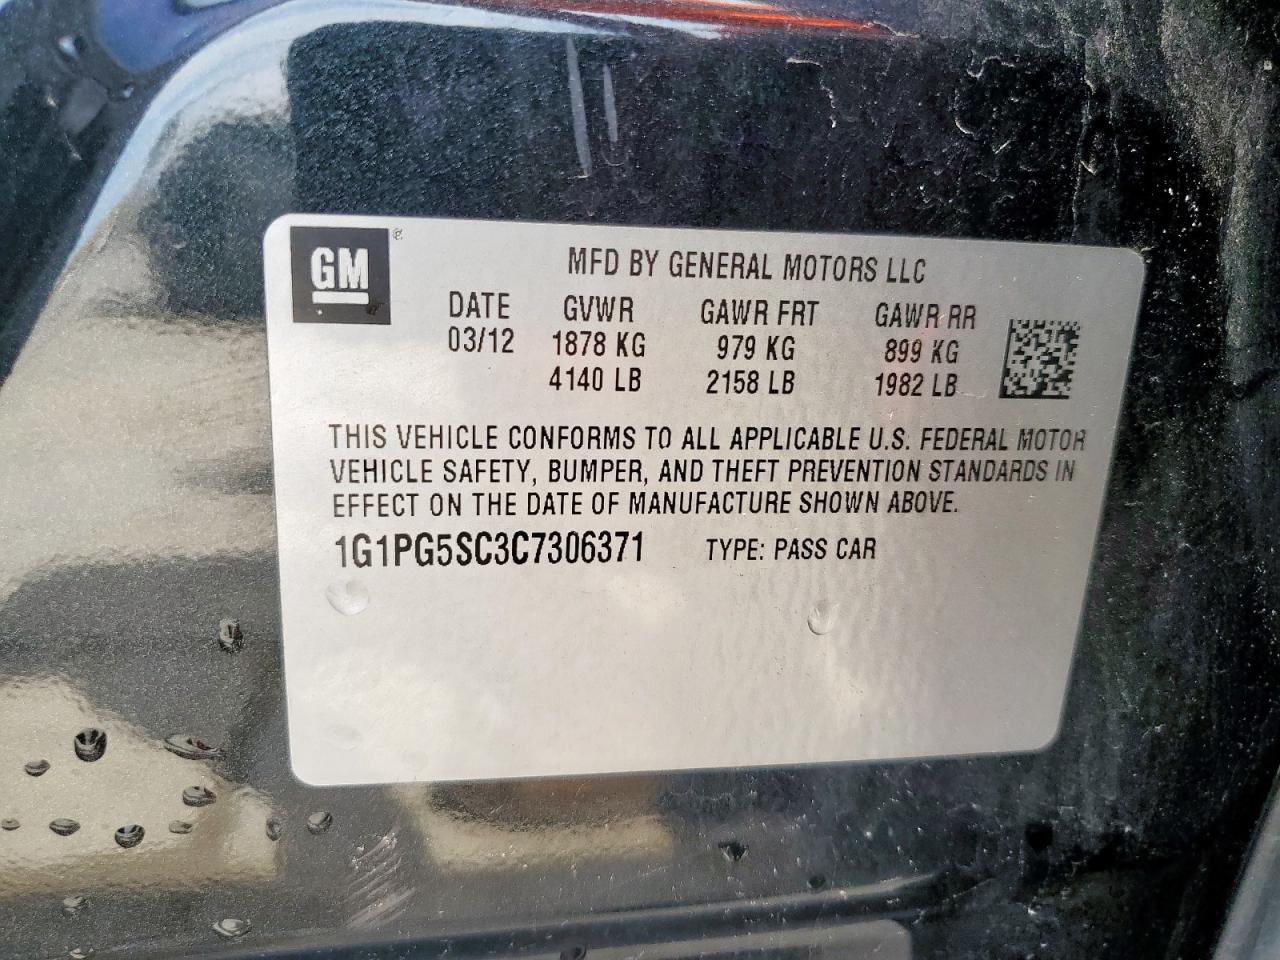 GM
MFD BY GENERAL MOTORS LLC
DATE GVWR GAWR FRT GAWR RR
03/12 1878 KG 979 KG 899 KG
4140 LB 2158 LB 1982 LB
THIS VEHICLE CONFORMS TO ALL APPLICABLE U.S. FEDERAL MOTOR
VEHICLE SAFETY, BUMPER, AND THEFT PREVENTION STANDARDS IN
EFFECT ON THE DATE OF MANUFACTURE SHOWN ABOVE.
1G1PG5SC3C7306371 TYPE: PASS CAR